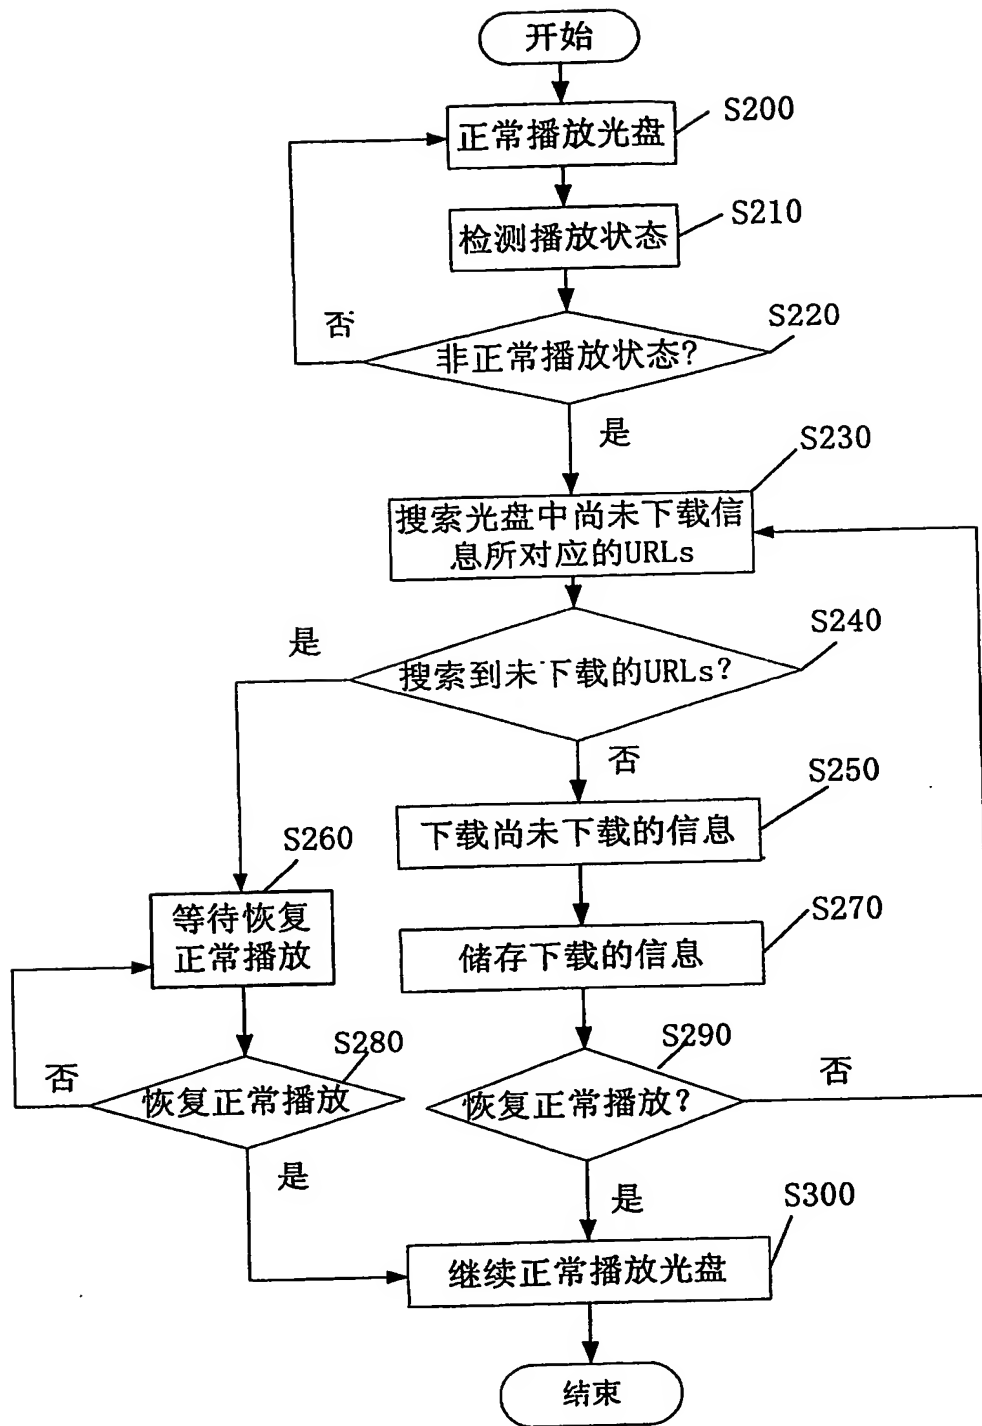 开始
正常播放光盘
S200
检测播放状态
S210
否
非正常播放状态?
S220
是
S230
搜索光盘中尚未下载信
息所对应的URLs
是
搜索到未下载的URLs?
S240
否
S250
下载尚未下载的信息
S260
等待恢复
正常播放
S270
储存下载的信息
S280
否
恢复正常播放
是
S290
恢复正常播放?
否
是
S300
继续正常播放光盘
结束